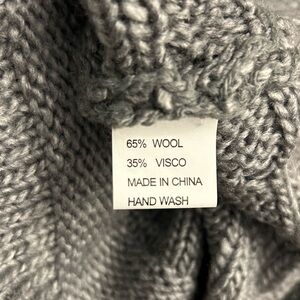 65% WOOL
35% VISCO
MADE IN CHINA
HAND WASH